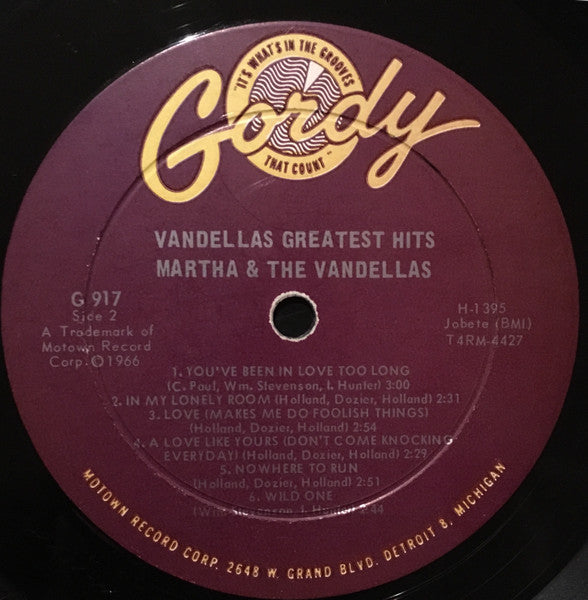 "IT'S WHAT'S IN THE GROOVES
Gordy
THAT COUNT"
VANDELLAS GREATEST HITS
MARTHA & THE VANDELLAS
G 917
Side 2
A Trademark of
Motown Record
Corp. ©1966
H-1395
Jobete (BMI)
T4RM-4427
1. YOU'VE BEEN IN LOVE TOO LONG
(C. Paul, Wm. Stevenson, I. Hunter) 3:00
2. IN MY LONELY ROOM (Holland, Dozier, Holland) 2:31
3. LOVE (MAKES ME DO FOOLISH THINGS)
(Holland, Dozier, Holland) 2:54
4. A LOVE LIKE YOURS (DON'T COME KNOCKING
EVERYDAY) (Holland, Dozier, Holland) 2:29
5. NOWHERE TO RUN
(Holland, Dozier, Holland) 2:51
6. WILD ONE
(Wm. Stevenson, I. Hunter) :44
MOTOWN RECORD CORP. 2648 W. GRAND BLVD. DETROIT 8, MICHIGAN